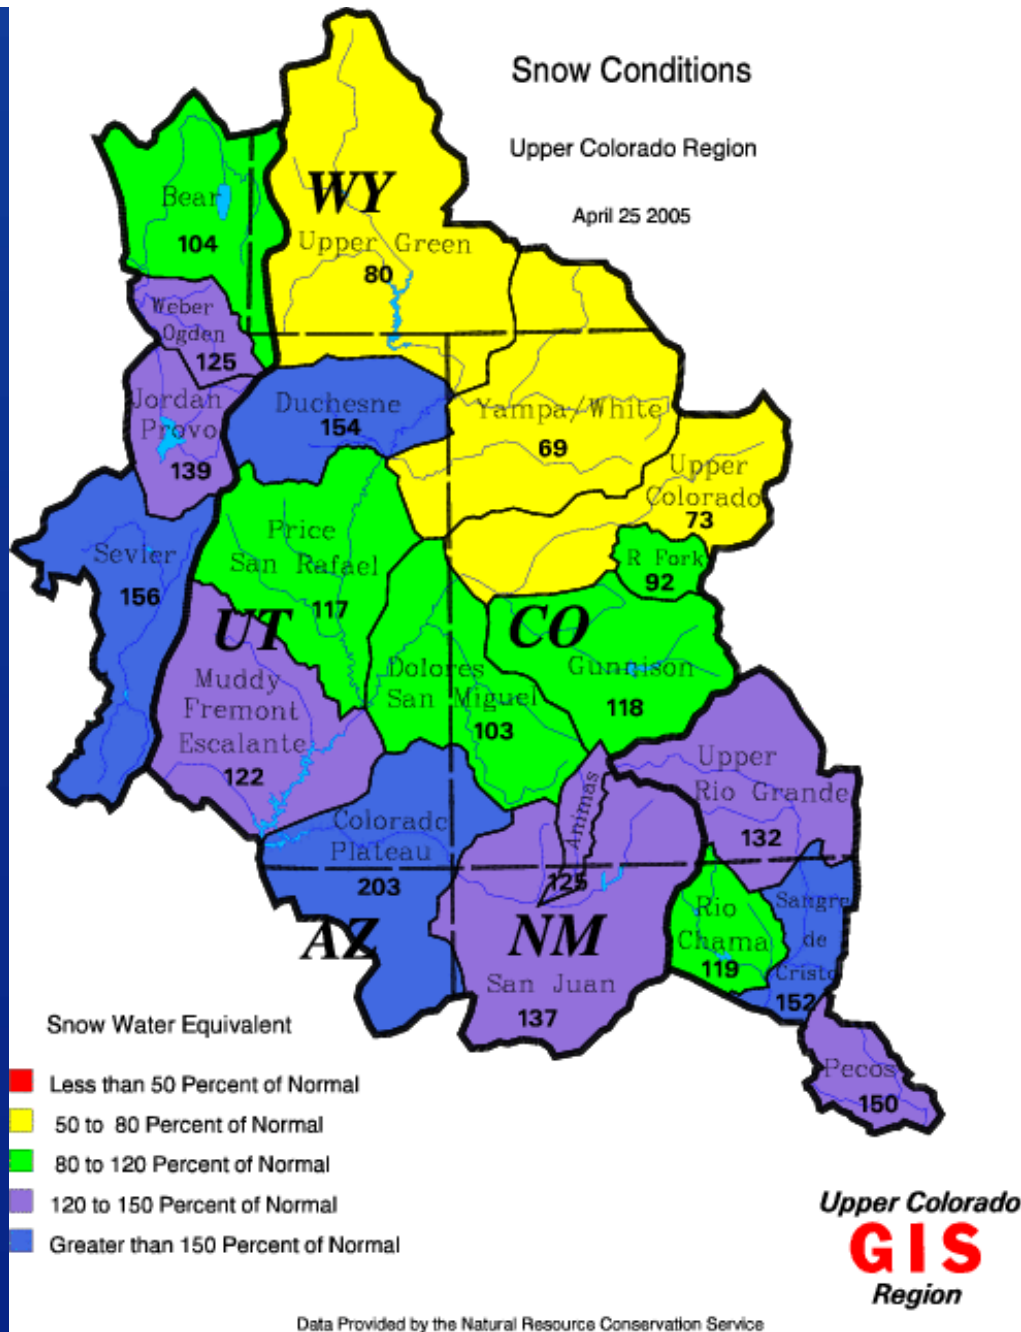 Snow Conditions
Upper Colorado Region
April 25 2005
WY
Bear
104
Upper Green
80
Weber
Ogden
125
Jordan
Provo
139
Duchesne
154
Yampa/White
69
Upper
Colorado
73
R Fork
92
Sevier
156
Price
San Rafael
117
UT
CO
Muddy
Fremont
Escalante
122
Dolores
San Miguel
103
Gunnison
118
Upper
Rio Grande
132
Animas
125
Colorado
Plateau
203
AZ
NM
San Juan
137
Rio
Chama
119
Sangre
de
Cristo
152
Pecos
150
Snow Water Equivalent
Less than 50 Percent of Normal
50 to 80 Percent of Normal
80 to 120 Percent of Normal
120 to 150 Percent of Normal
Greater than 150 Percent of Normal
Upper Colorado
GIS
Region
Data Provided by the Natural Resource Conservation Service